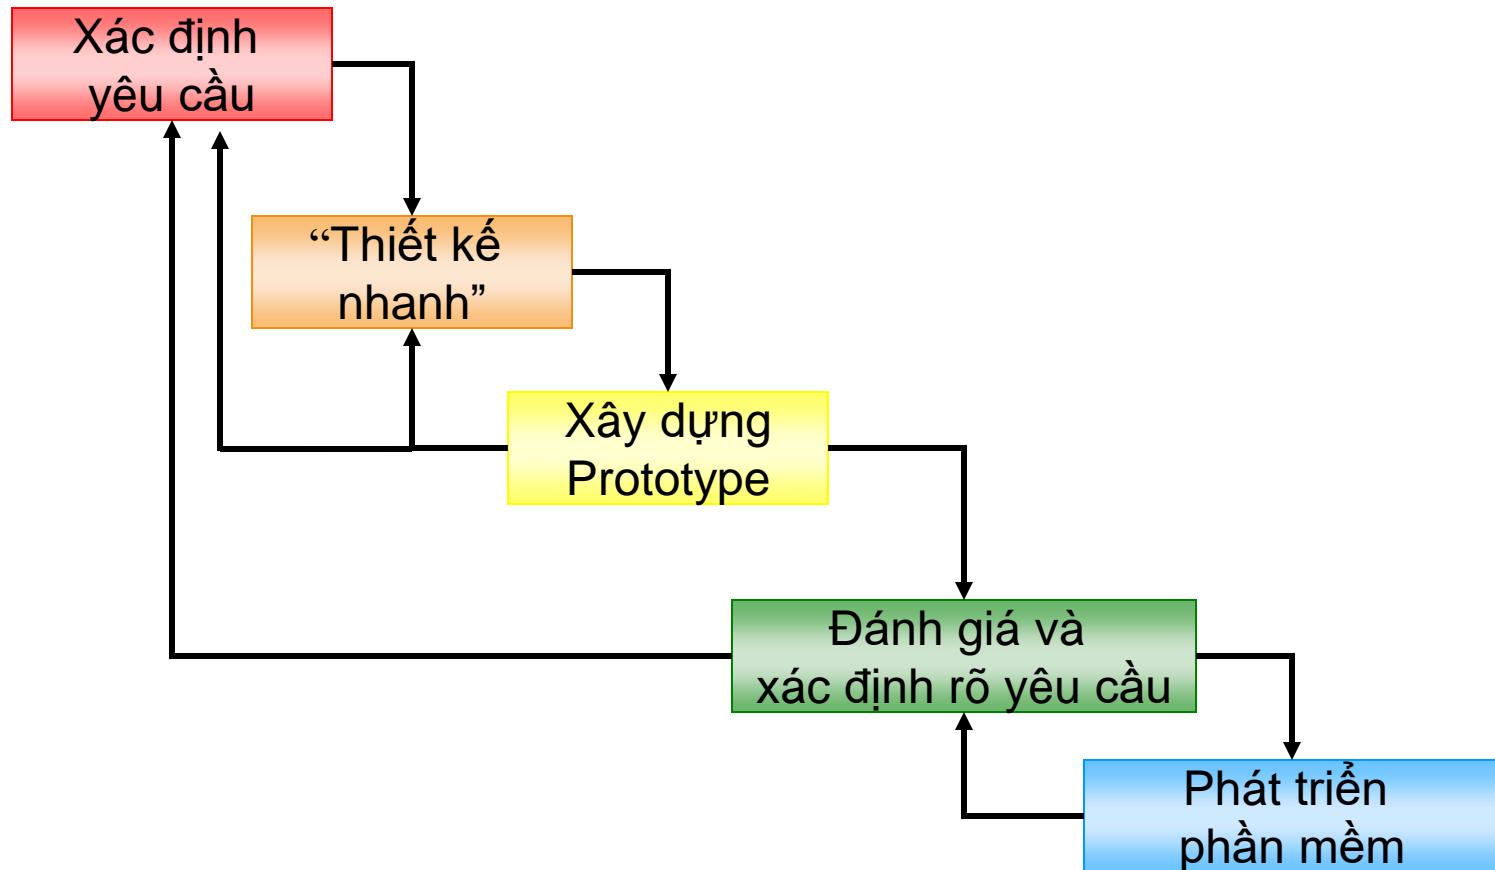 Xác định
yêu cầu
“Thiết kế
nhanh”
Xây dựng
Prototype
Đánh giá và
xác định rõ yêu cầu
Phát triển
phần mềm